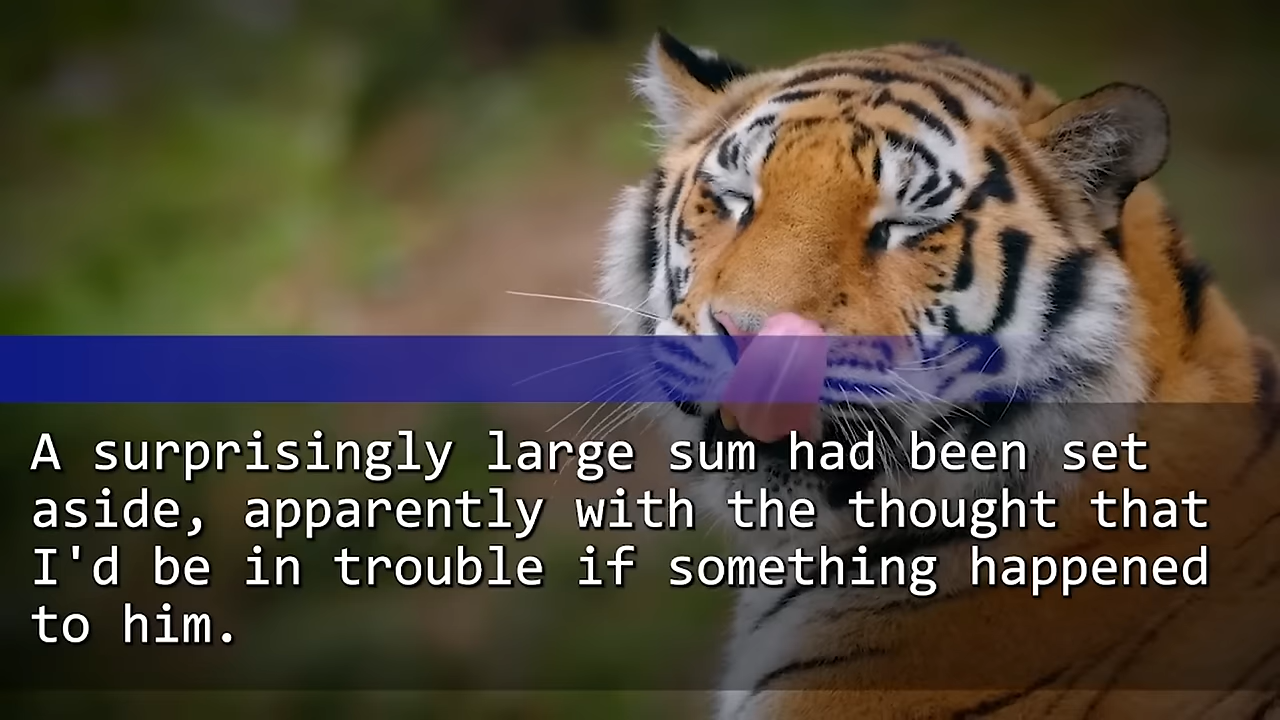 A surprisingly large sum had been set
aside, apparently with the thought that
I'd be in trouble if something happened
to him.